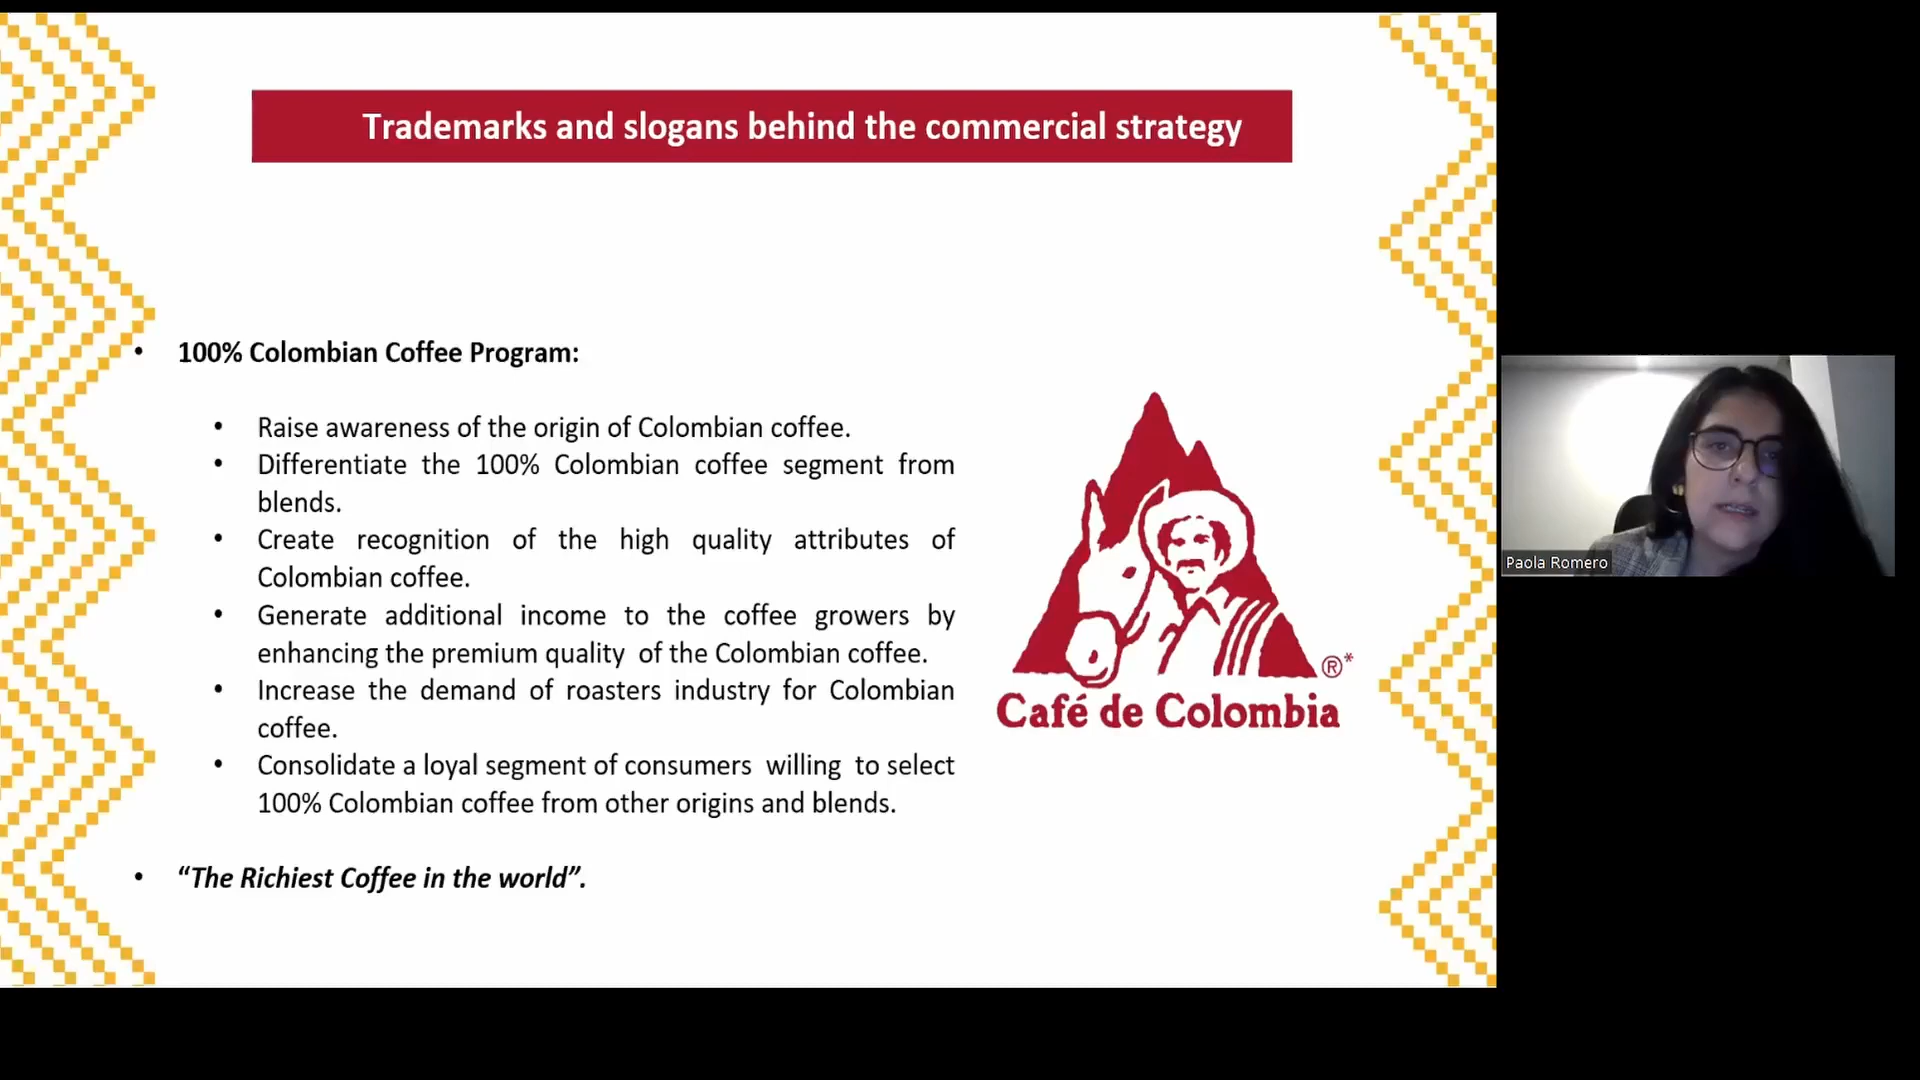 Trademarks and slogans behind the commercial strategy
• 100% Colombian Coffee Program:
• Raise awareness of the origin of Colombian coffee.
• Differentiate the 100% Colombian coffee segment from
blends.
• Create recognition of the high quality attributes of
Colombian coffee.
• Generate additional income to the coffee growers by
enhancing the premium quality of the Colombian coffee.
• Increase the demand of roasters industry for Colombian
coffee.
• Consolidate a loyal segment of consumers willing to select
100% Colombian coffee from other origins and blends.
• “The Richiest Coffee in the world”.
®*
Café de Colombia
Paola Romero